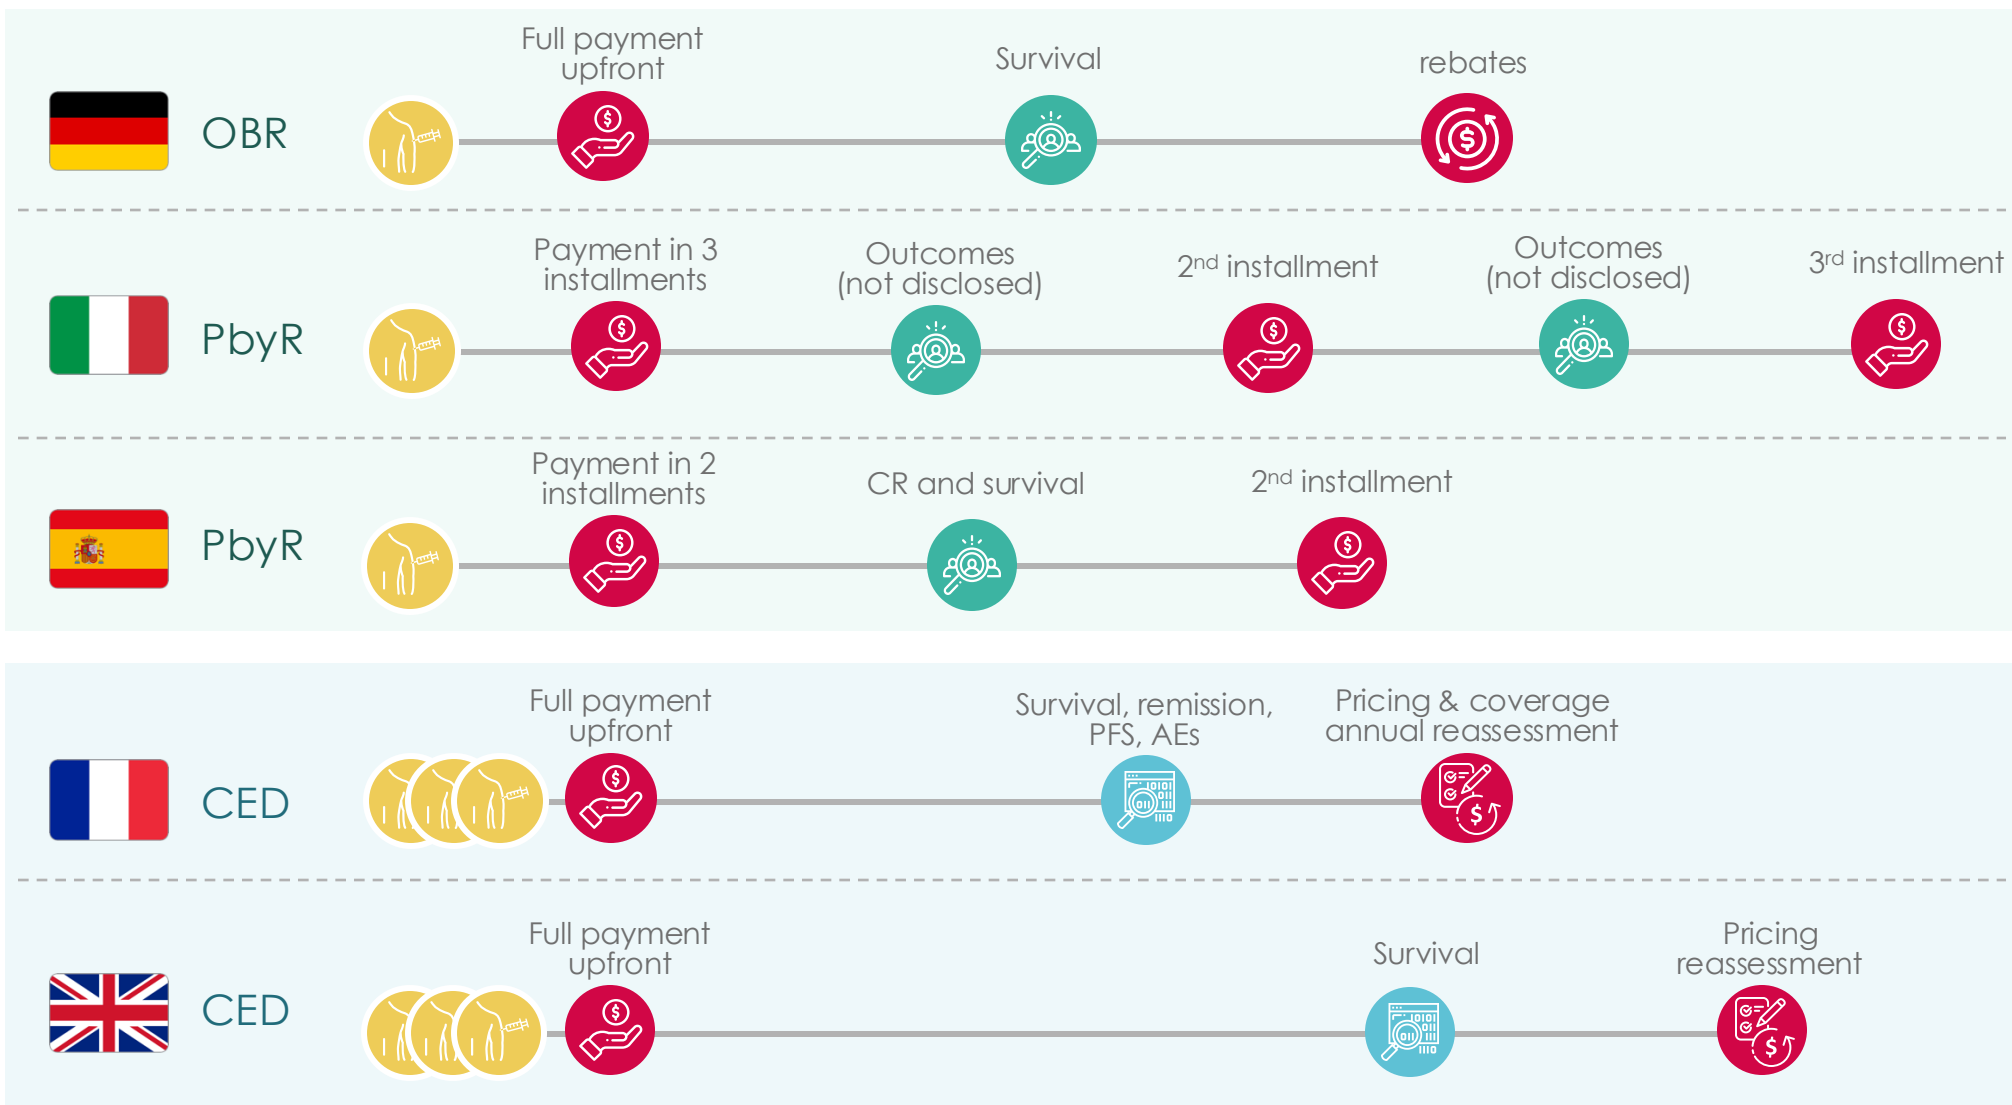 Full payment
upfront
Survival
rebates
OBR
Payment in 3
installments
Outcomes
(not disclosed)
2nd installment
Outcomes
(not disclosed)
3rd installment
PbyR
Payment in 2
installments
CR and survival
2nd installment
PbyR
Full payment
upfront
Survival, remission,
PFS, AEs
Pricing & coverage
annual reassessment
CED
Full payment
upfront
Survival
Pricing
reassessment
CED